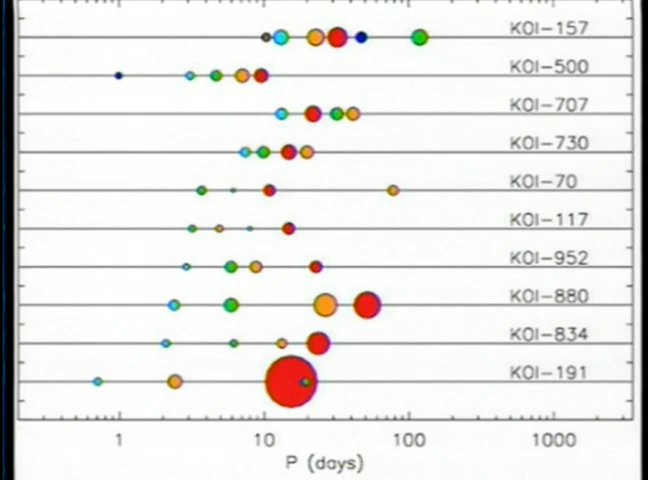 KOI-157
KOI-500
KOI-707
KOI-730
KOI-70
KOI-117
KOI-952
KOI-880
KOI-834
KOI-191
1 10 100 1000
P (days)